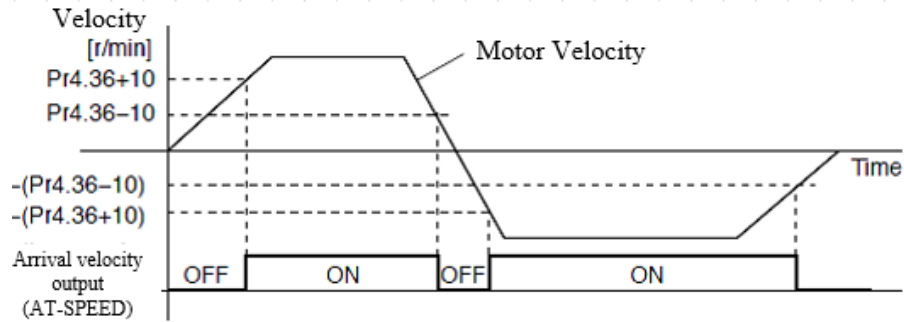 Velocity
[r/min]
Motor Velocity
Pr4.36+10
Pr4.36−10
Time
−(Pr4.36−10)
−(Pr4.36+10)
Arrival velocity
output
(AT-SPEED)
OFF ON OFF ON